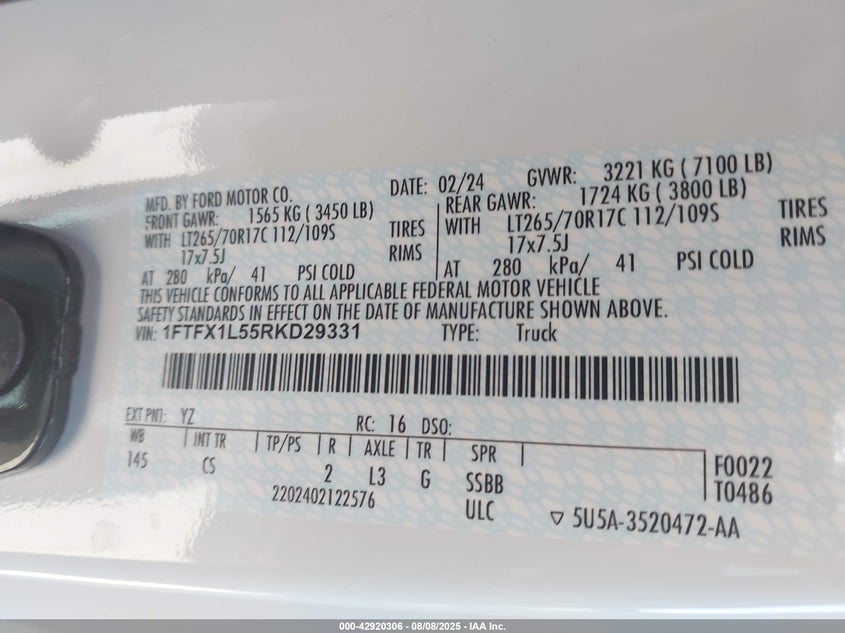 MFD. BY FORD MOTOR CO.
DATE: 02/24 GVWR: 3221 KG ( 7100 LB)
FRONT GAWR: 1565 KG ( 3450 LB)
WITH LT265/70R17C 112/109S TIRES
17x7.5J RIMS
AT 280 kPa/ 41 PSI COLD
REAR GAWR: 1724 KG ( 3800 LB)
WITH LT265/70R17C 112/109S TIRES
17x7.5J RIMS
AT 280 kPa/ 41 PSI COLD
THIS VEHICLE CONFORMS TO ALL APPLICABLE FEDERAL MOTOR VEHICLE
SAFETY STANDARDS IN EFFECT ON THE DATE OF MANUFACTURE SHOWN ABOVE.
VIN: 1FTFX1L55RKD29331 TYPE: Truck
EXT PNT: YZ RC: 16 DSO:
WB INT TR TP/PS R AXLE TR SPR
145 CS 2 L3 G SSBB
ULC
F0022
T0486
2202402122576
▽ 5U5A-3520472-AA
000-42920306 - 08/08/2025 - IAA Inc.